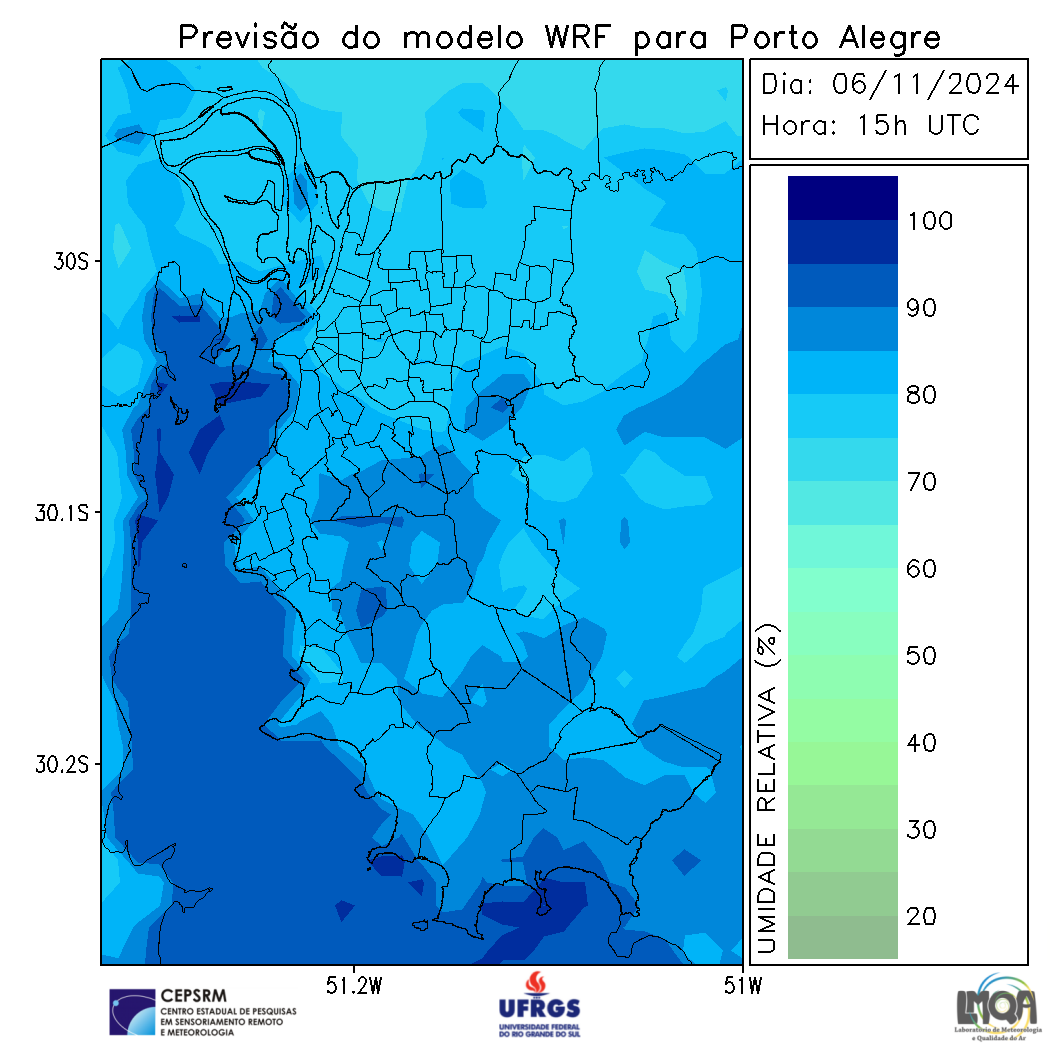 Previsão do modelo WRF para Porto Alegre
Dia: 06/11/2024
Hora: 15h UTC
30S
30.1S
30.2S
51.2W
51W
100
90
80
70
60
50
40
30
20
UMIDADE RELATIVA (%)
CEPSRM
CENTRO ESTADUAL DE PESQUISAS
EM SENSORIAMENTO REMOTO
E METEOROLOGIA
UFRGS
UNIVERSIDADE FEDERAL
DO RIO GRANDE DO SUL
LMQA
Laboratório de Meteorologia
e Qualidade do Ar